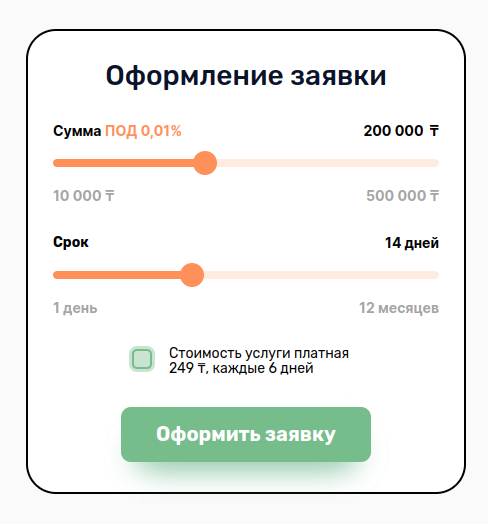 Оформление заявки
Сумма ПОД 0,01% 200 000 ₸
10 000 ₸ 500 000 ₸
Срок 14 дней
1 день 12 месяцев
Стоимость услуги платная
249 ₸, каждые 6 дней
Оформить заявку